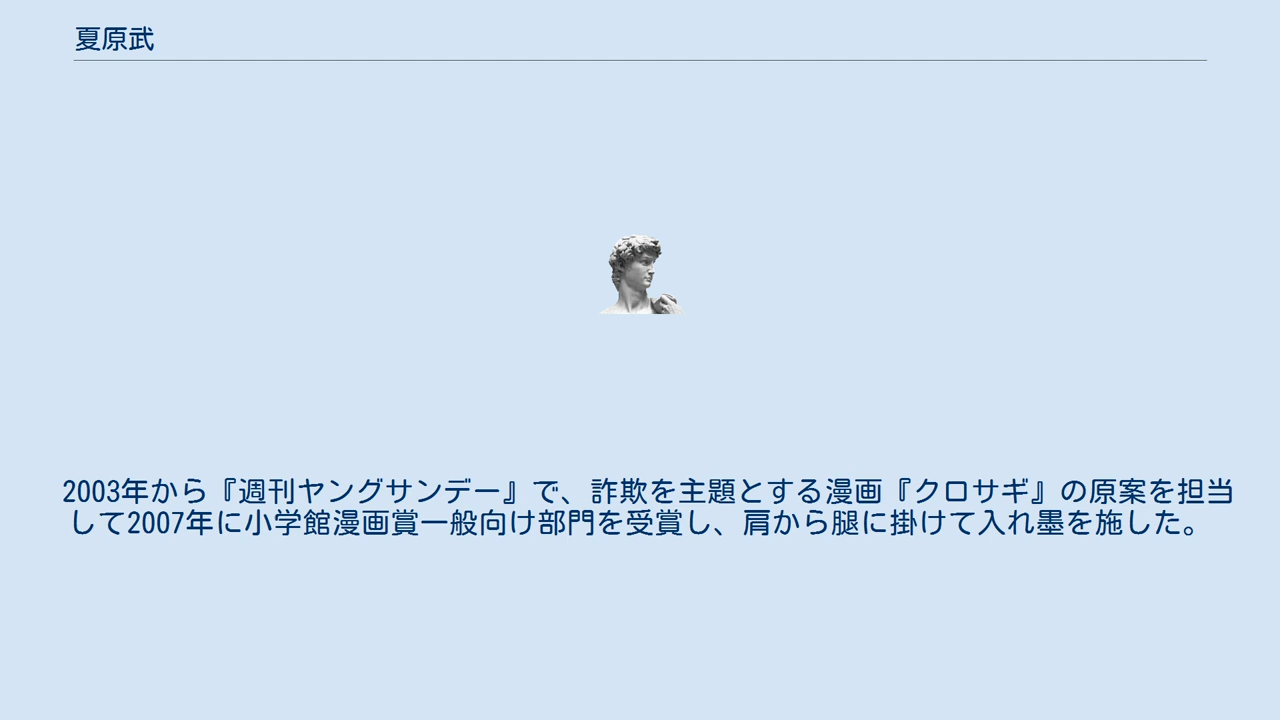 夏原武
2003年から『週刊ヤングサンデー』で、詐欺を主題とする漫画『クロサギ』の原案を担当
して2007年に小学館漫画賞一般向け部門を受賞し、肩から腿に掛けて入れ墨を施した。